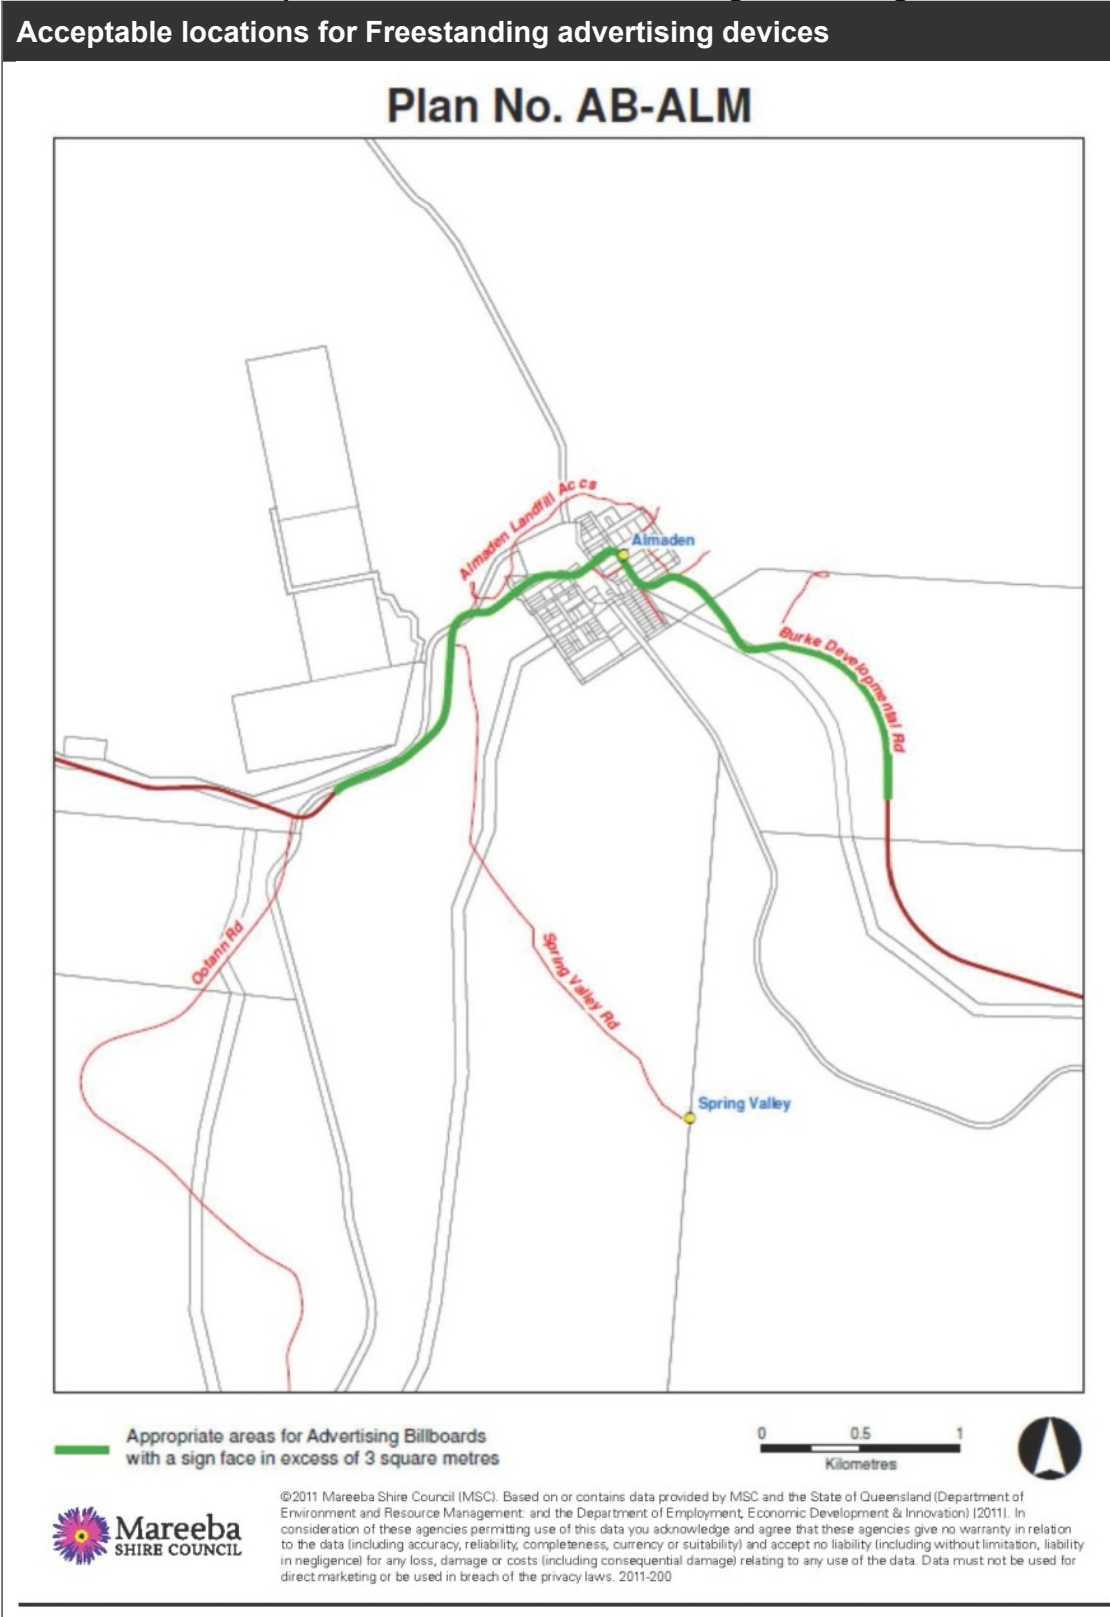 Acceptable locations for Freestanding advertising devices
Plan No. AB-ALM
Almaden Landfill Accs
Almaden
Burke Developmental Rd
Ootann Rd
Spring Valley Rd
Spring Valley
Appropriate areas for Advertising Billboards
with a sign face in excess of 3 square metres
0 0.5 1
Kilometres
Mareeba
SHIRE COUNCIL
©2011 Mareeba Shire Council (MSC). Based on or contains data provided by MSC and the State of Queensland (Department of
Environment and Resource Management: and the Department of Employment, Economic Development & Innovation) [2011]. In
consideration of these agencies permitting use of this data you acknowledge and agree that these agencies give no warranty in relation
to the data (including accuracy, reliability, completeness, currency or suitability) and accept no liability (including without limitation, liability
in negligence) for any loss, damage or costs (including consequential damage) relating to any use of the data. Data must not be used for
direct marketing or be used in breach of the privacy laws. 2011-200